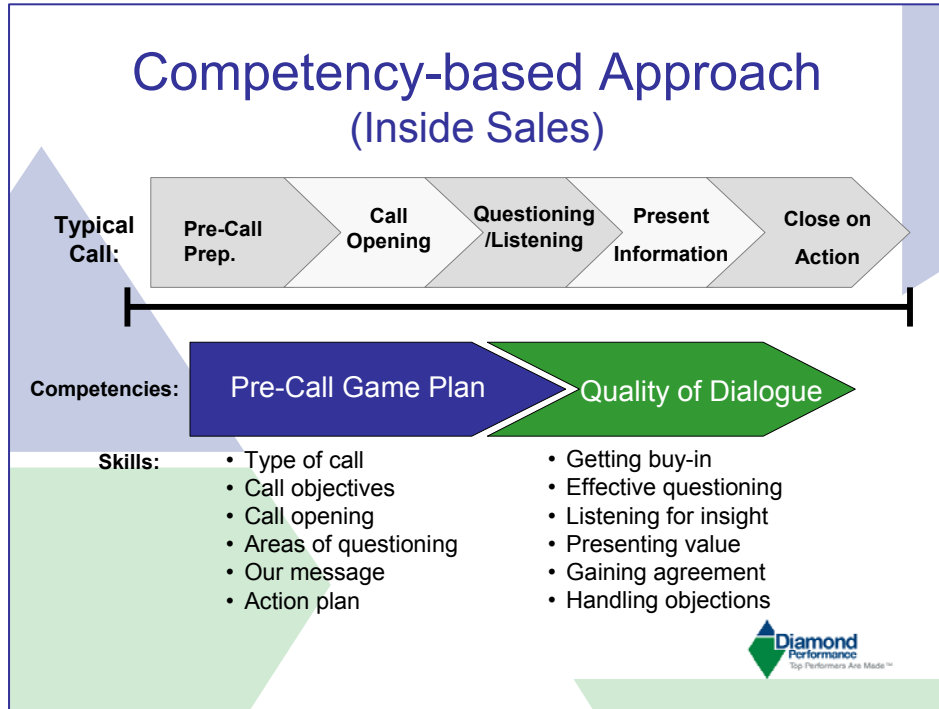 Competency-based Approach
(Inside Sales)
Typical
Call:
Pre-Call
Prep.
Call
Opening
Questioning
/Listening
Present
Information
Close on
Action
Competencies:
Pre-Call Game Plan
Quality of Dialogue
Skills:
• Type of call
• Call objectives
• Call opening
• Areas of questioning
• Our message
• Action plan
• Getting buy-in
• Effective questioning
• Listening for insight
• Presenting value
• Gaining agreement
• Handling objections
Diamond
Performance
Top Performers Are Made™